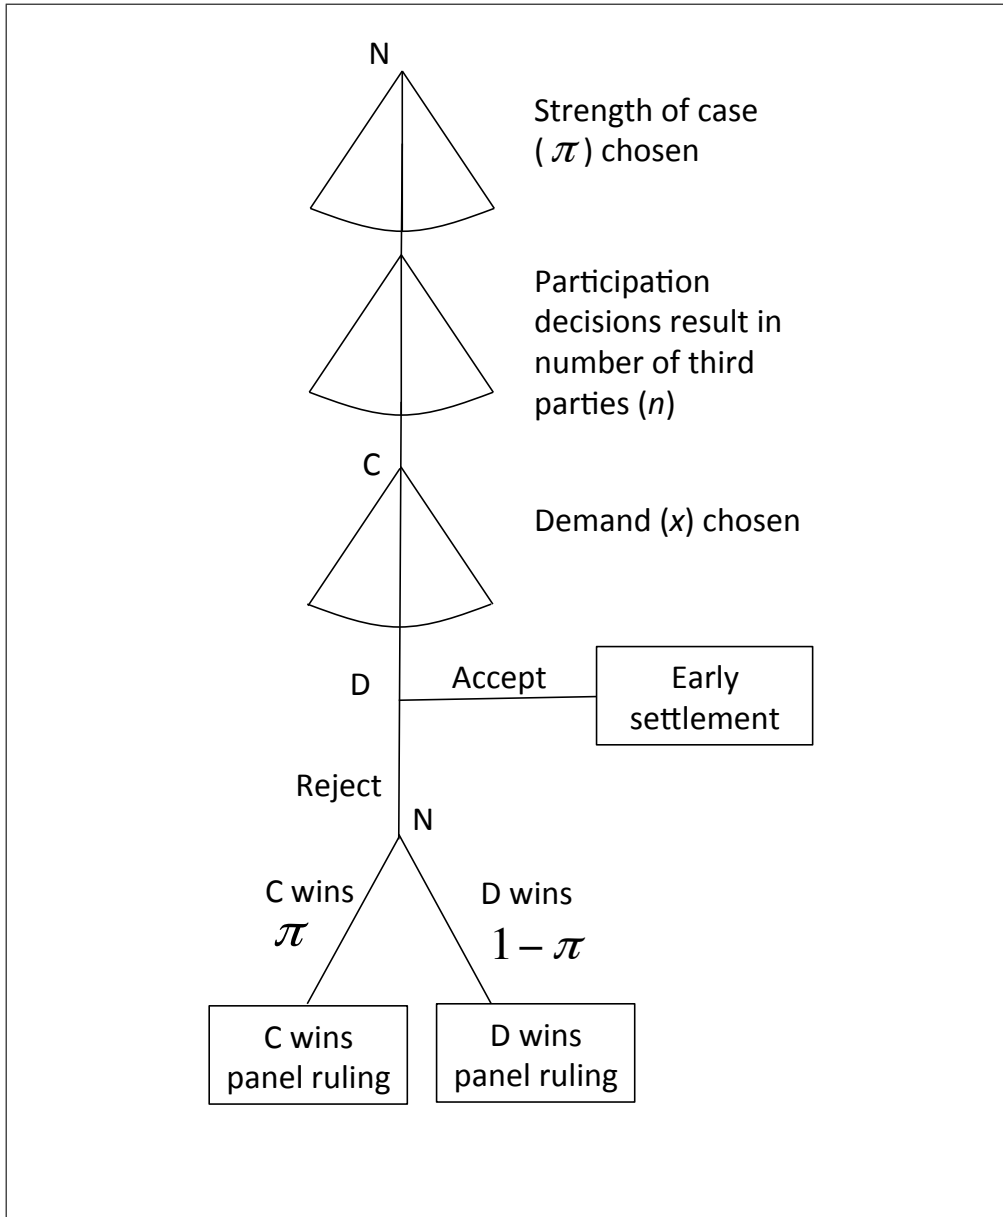 N
Strength of case
( π ) chosen
Participation
decisions result in
number of third
parties (n)
C
Demand (x) chosen
D
Accept
Early
settlement
Reject
N
C wins
π
D wins
1 − π
C wins
panel ruling
D wins
panel ruling